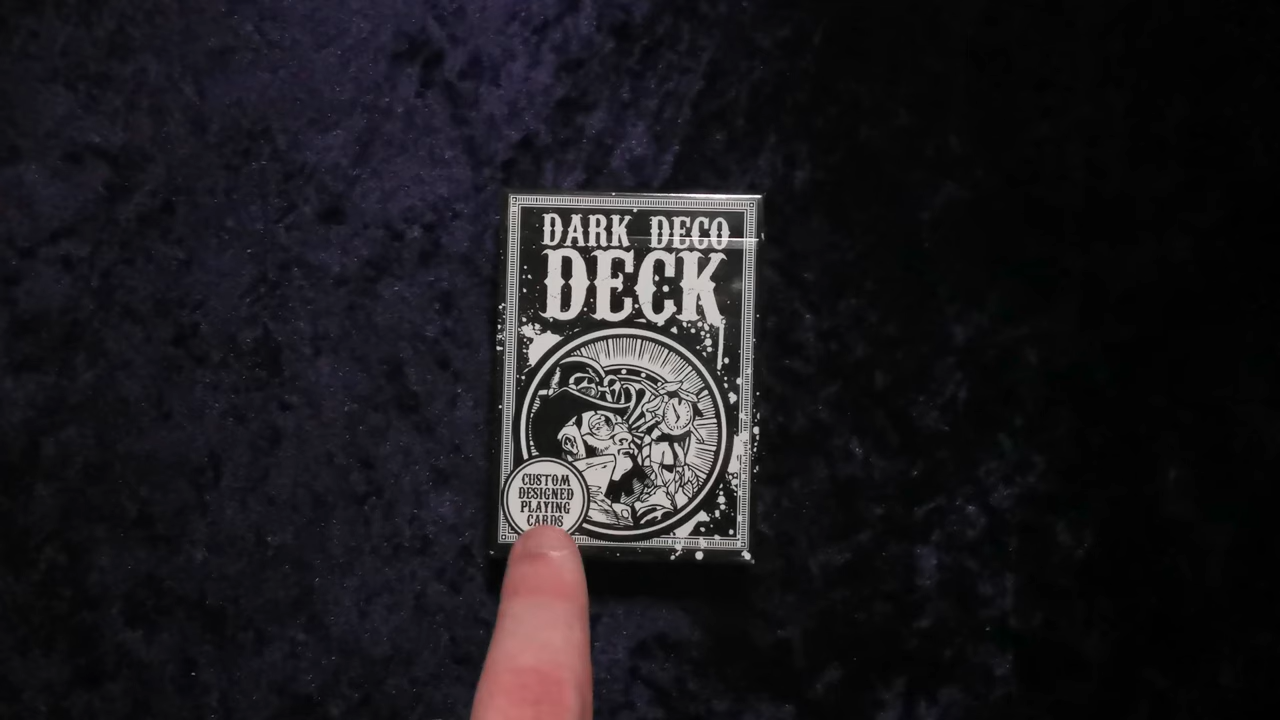 DARK DECO
DECK
CUSTOM
DESIGNED
PLAYING
CARDS